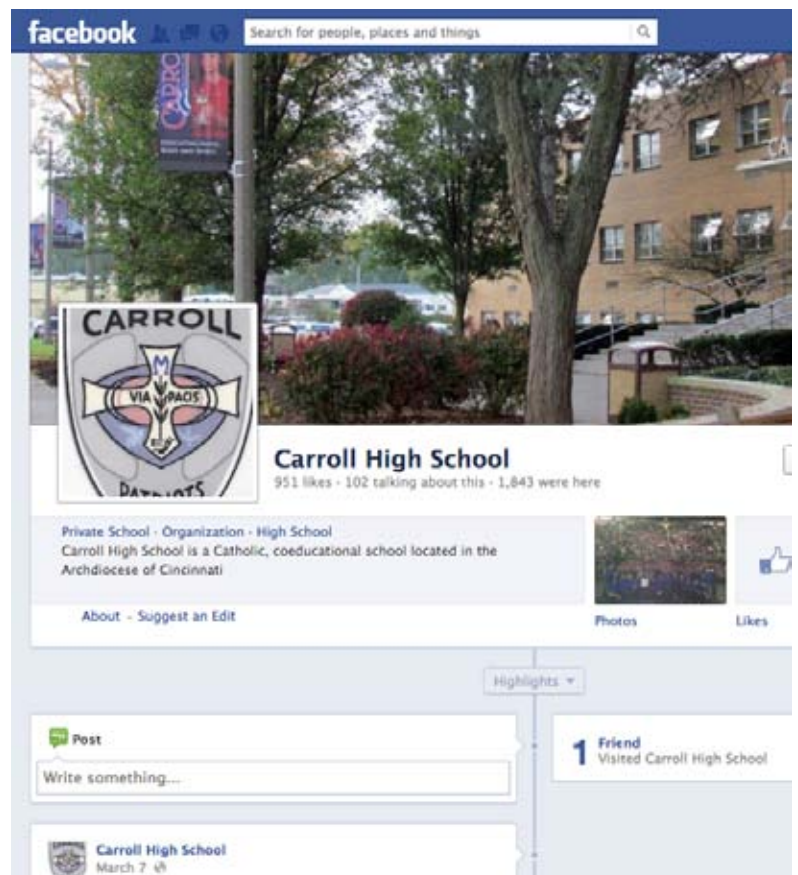 facebook
Search for people, places and things
CARROLL
CA
CARROLL
M
VIA PAOS
PATRIOTS
Carroll High School
951 likes · 102 talking about this · 1,843 were here
Private School · Organization · High School
Carroll High School is a Catholic, coeducational school located in the
Archdiocese of Cincinnati
About - Suggest an Edit
Photos
Likes
Highlights
Post
Write something...
1 Friend
Visited Carroll High School
Carroll High School
March 7